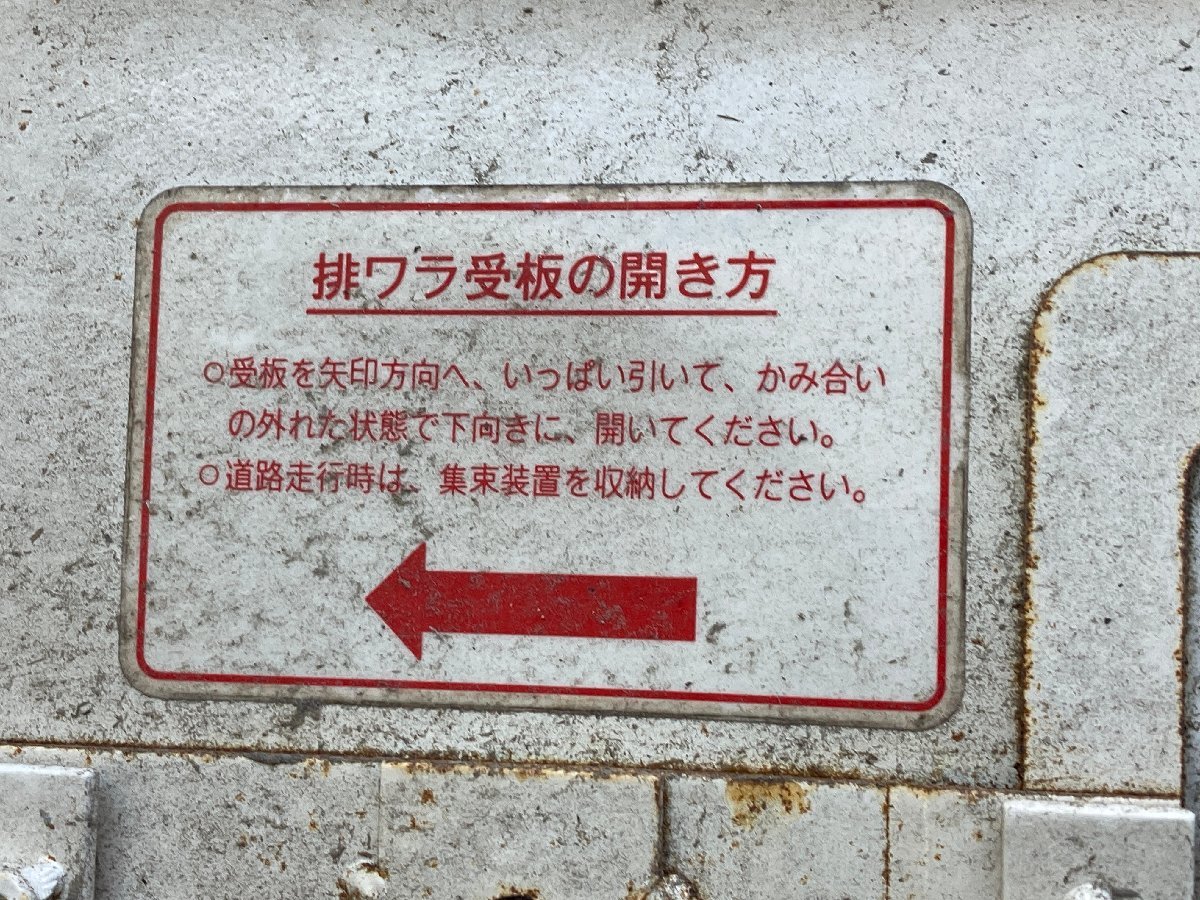 排ワラ受板の開き方
○受板を矢印方向へ、いっぱい引いて、かみ合い
の外れた状態で下向きに、開いてください。
○道路走行時は、集束装置を収納してください。